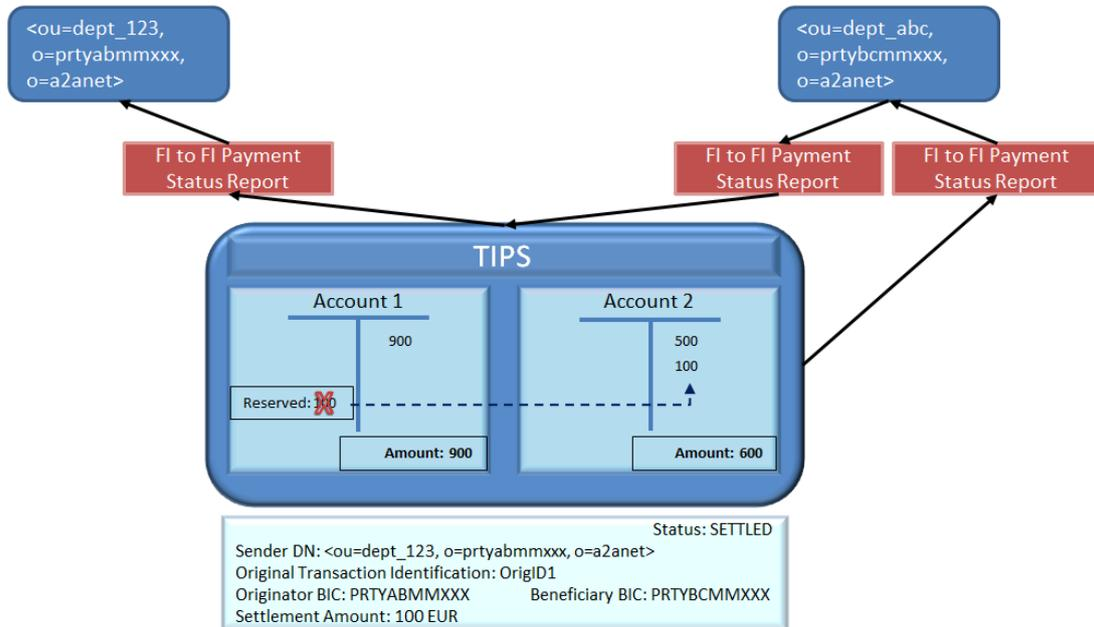 <ou=dept_123,
o=prtyabmmxxx,
o=a2anet>
<ou=dept_abc,
o=prtybcmmxxx,
o=a2anet>
FI to FI Payment
Status Report
FI to FI Payment
Status Report
FI to FI Payment
Status Report
TIPS
Account 1
900
Reserved: 100
Amount: 900
Account 2
500
100
Amount: 600
Status: SETTLED
Sender DN: <ou=dept_123, o=prtyabmmxxx, o=a2anet>
Original Transaction Identification: OrigID1
Originator BIC: PRTYABMMXXX Beneficiary BIC: PRTYBCMMXXX
Settlement Amount: 100 EUR